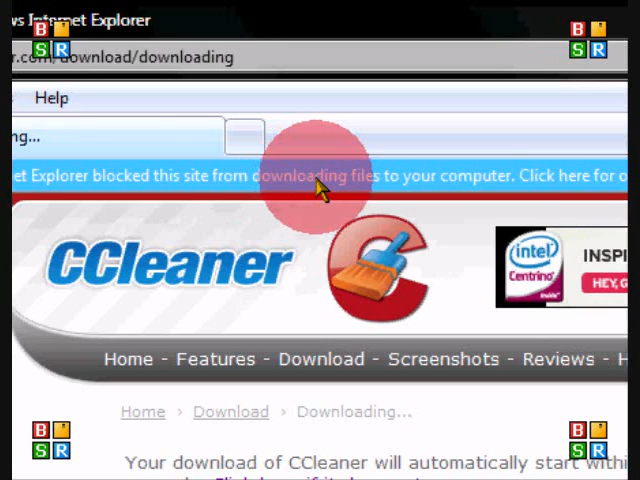 ws Internet Explorer
r.com/download/downloading
Help
ng...
et Explorer blocked this site from downloading files to your computer. Click here for o
CCleaner
intel
Centrino
inside
INSPI
HEY, G
Home - Features - Download - Screenshots - Reviews - H
Home › Download › Downloading...
Your download of CCleaner will automatically start withi
B
S R
B
S R
B
S R
B
S R